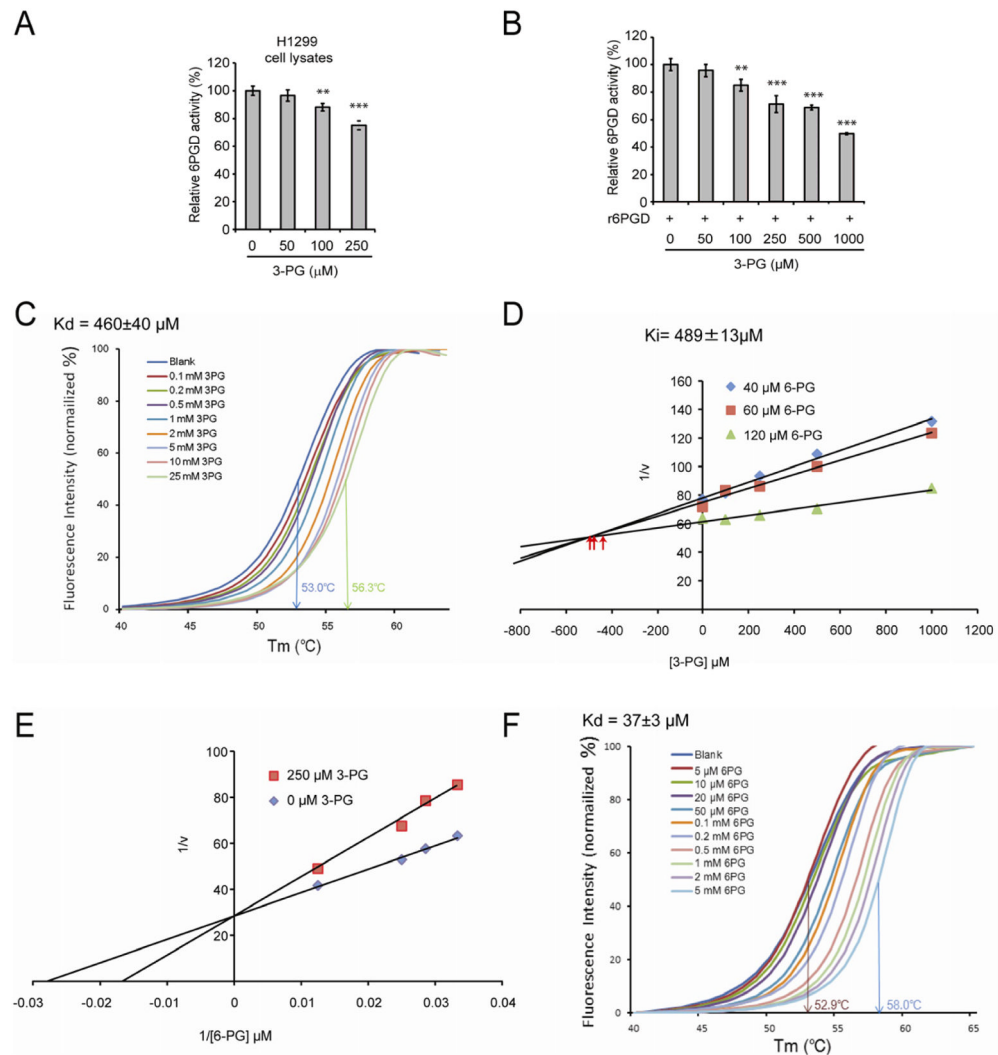 A
H1299
cell lysates
Relative 6PGD activity (%)
120
100
80
60
40
20
0
**
***
0 50 100 250
3-PG (µM)
B
Relative 6PGD activity (%)
120
100
80
60
40
20
0
**
***
***
***
r6PGD + + + + + +
0 50 100 250 500 1000
3-PG (µM)
C
Kd = 460±40 µM
Fluorescence Intensity (normailized %)
100
80
60
40
20
0
Blank
0.1 mM 3PG
0.2 mM 3PG
0.5 mM 3PG
1 mM 3PG
2 mM 3PG
5 mM 3PG
10 mM 3PG
25 mM 3PG
53.0℃
56.3℃
40 45 50 55 60
Tm (℃)
D
Ki= 489±13µM
1/v
160
140
120
100
80
60
40
20
40 µM 6-PG
60 µM 6-PG
120 µM 6-PG
-800 -600 -400 -200 0 200 400 600 800 1000 1200
[3-PG] µM
E
1/v
100
80
60
40
20
250 µM 3-PG
0 µM 3-PG
-0.03 -0.02 -0.01 0 0.01 0.02 0.03 0.04
1/[6-PG] µM
F
Kd = 37±3 µM
Fluorescence Intensity (normailized %)
100
80
60
40
20
0
Blank
5 µM 6PG
10 µM 6PG
20 µM 6PG
50 µM 6PG
0.1 mM 6PG
0.2 mM 6PG
0.5 mM 6PG
1 mM 6PG
2 mM 6PG
5 mM 6PG
52.9℃
58.0℃
40 45 50 55 60 65
Tm (℃)